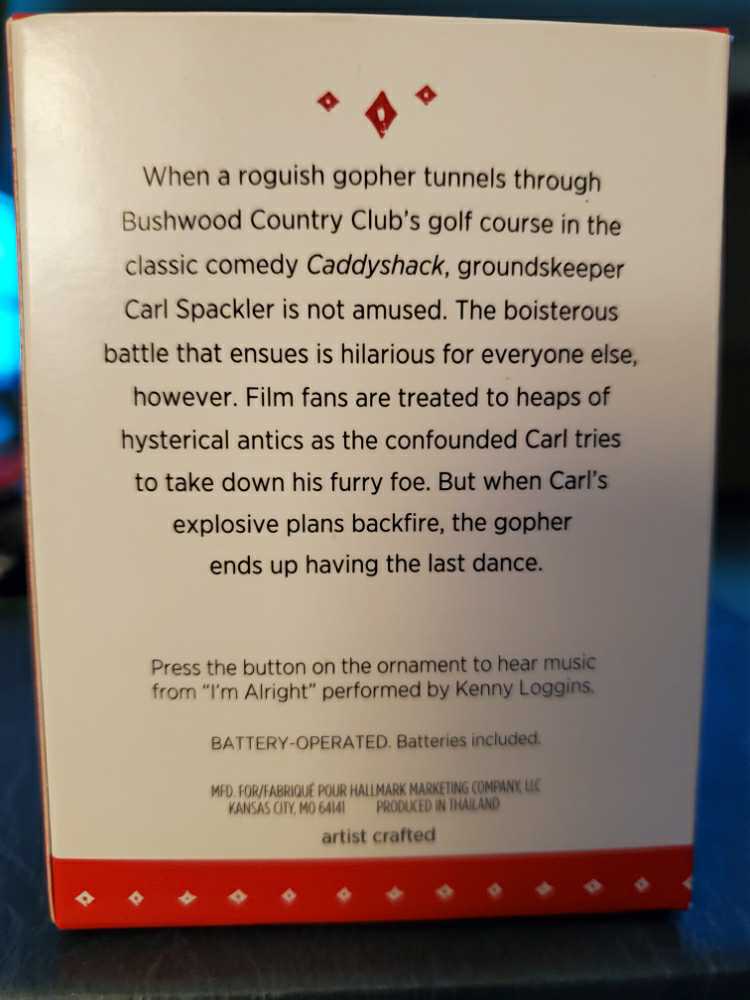 When a roguish gopher tunnels through
Bushwood Country Club's golf course in the
classic comedy Caddyshack, groundskeeper
Carl Spackler is not amused. The boisterous
battle that ensues is hilarious for everyone else,
however. Film fans are treated to heaps of
hysterical antics as the confounded Carl tries
to take down his furry foe. But when Carl's
explosive plans backfire, the gopher
ends up having the last dance.
Press the button on the ornament to hear music
from "I'm Alright" performed by Kenny Loggins.
BATTERY-OPERATED. Batteries included.
MFD. FOR/FABRIQUÉ POUR HALLMARK MARKETING COMPANY, LLC
KANSAS CITY, MO 64141 PRODUCED IN THAILAND
artist crafted